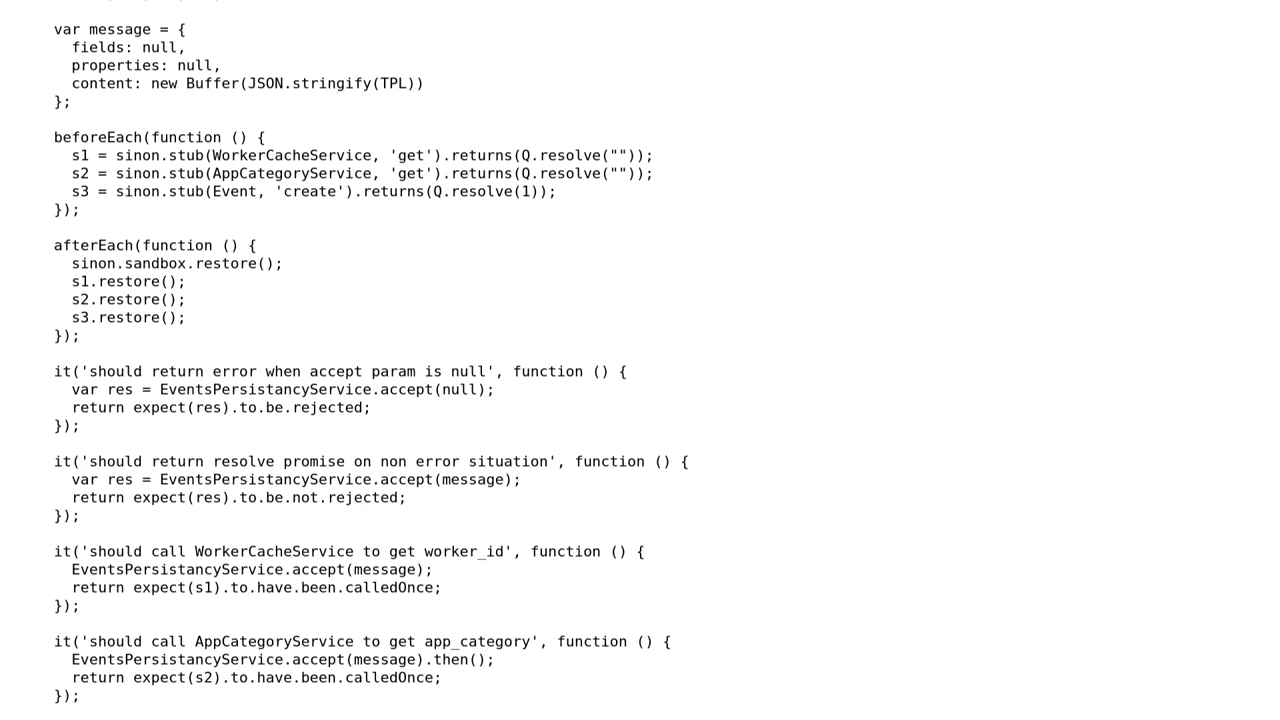 var message = {
  fields: null,
  properties: null,
  content: new Buffer(JSON.stringify(TPL))
};

beforeEach(function () {
  s1 = sinon.stub(WorkerCacheService, 'get').returns(Q.resolve(""));
  s2 = sinon.stub(AppCategoryService, 'get').returns(Q.resolve(""));
  s3 = sinon.stub(Event, 'create').returns(Q.resolve(1));
});

afterEach(function () {
  sinon.sandbox.restore();
  s1.restore();
  s2.restore();
  s3.restore();
});

it('should return error when accept param is null', function () {
  var res = EventsPersistancyService.accept(null);
  return expect(res).to.be.rejected;
});

it('should return resolve promise on non error situation', function () {
  var res = EventsPersistancyService.accept(message);
  return expect(res).to.be.not.rejected;
});

it('should call WorkerCacheService to get worker_id', function () {
  EventsPersistancyService.accept(message);
  return expect(s1).to.have.been.calledOnce;
});

it('should call AppCategoryService to get app_category', function () {
  EventsPersistancyService.accept(message).then();
  return expect(s2).to.have.been.calledOnce;
});